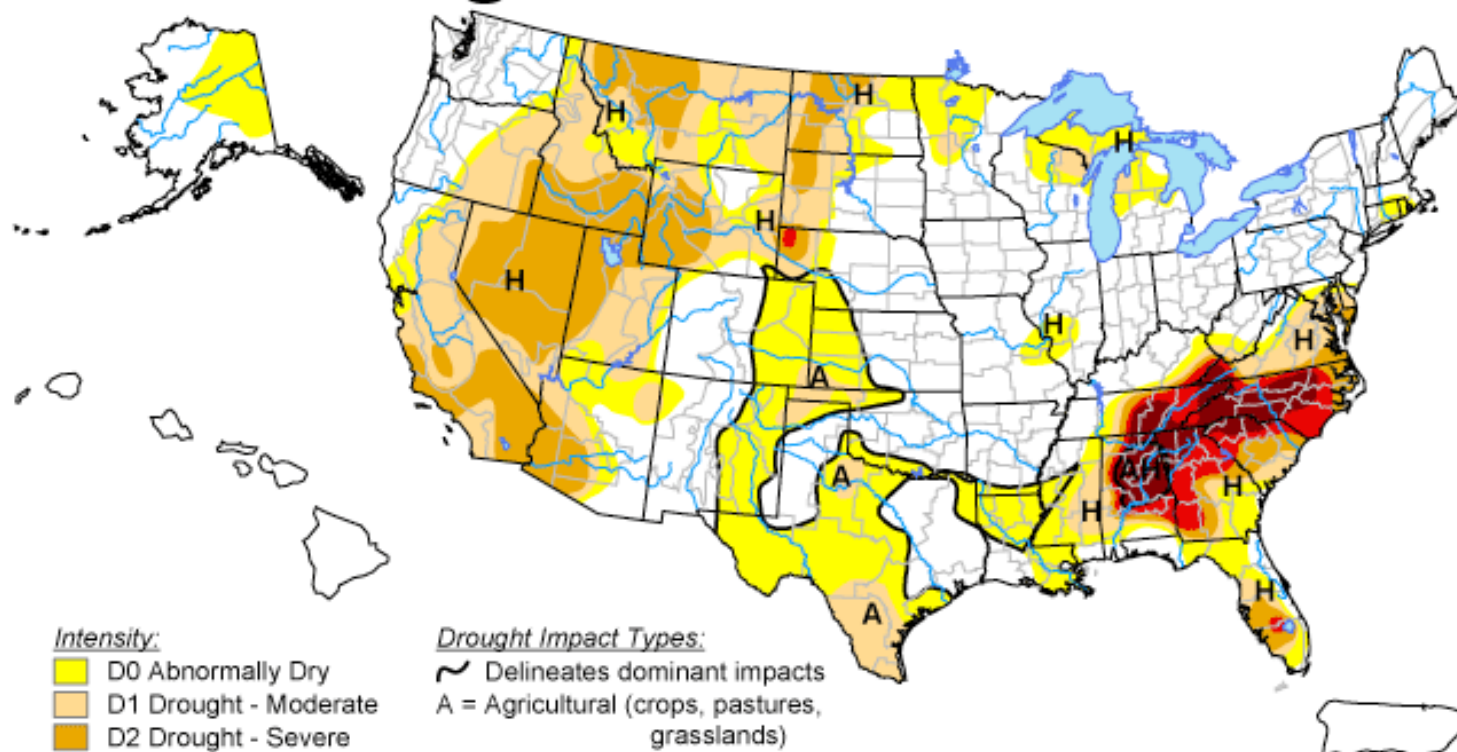 H
H
H
H
H
H
H
A
H
A
(AH)
H
H
H
A
Intensity:
D0 Abnormally Dry
D1 Drought - Moderate
D2 Drought - Severe
Drought Impact Types:
Delineates dominant impacts
A = Agricultural (crops, pastures,
grasslands)